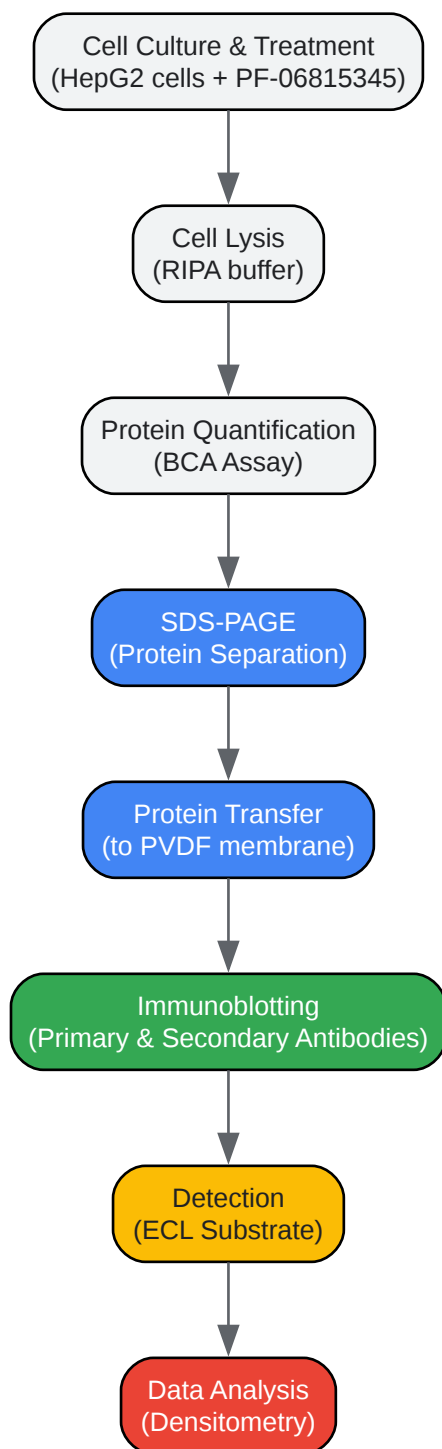 Cell Culture & Treatment
(HepG2 cells + PF-06815345)
Cell Lysis
(RIPA buffer)
Protein Quantification
(BCA Assay)
SDS-PAGE
(Protein Separation)
Protein Transfer
(to PVDF membrane)
Immunoblotting
(Primary & Secondary Antibodies)
Detection
(ECL Substrate)
Data Analysis
(Densitometry)